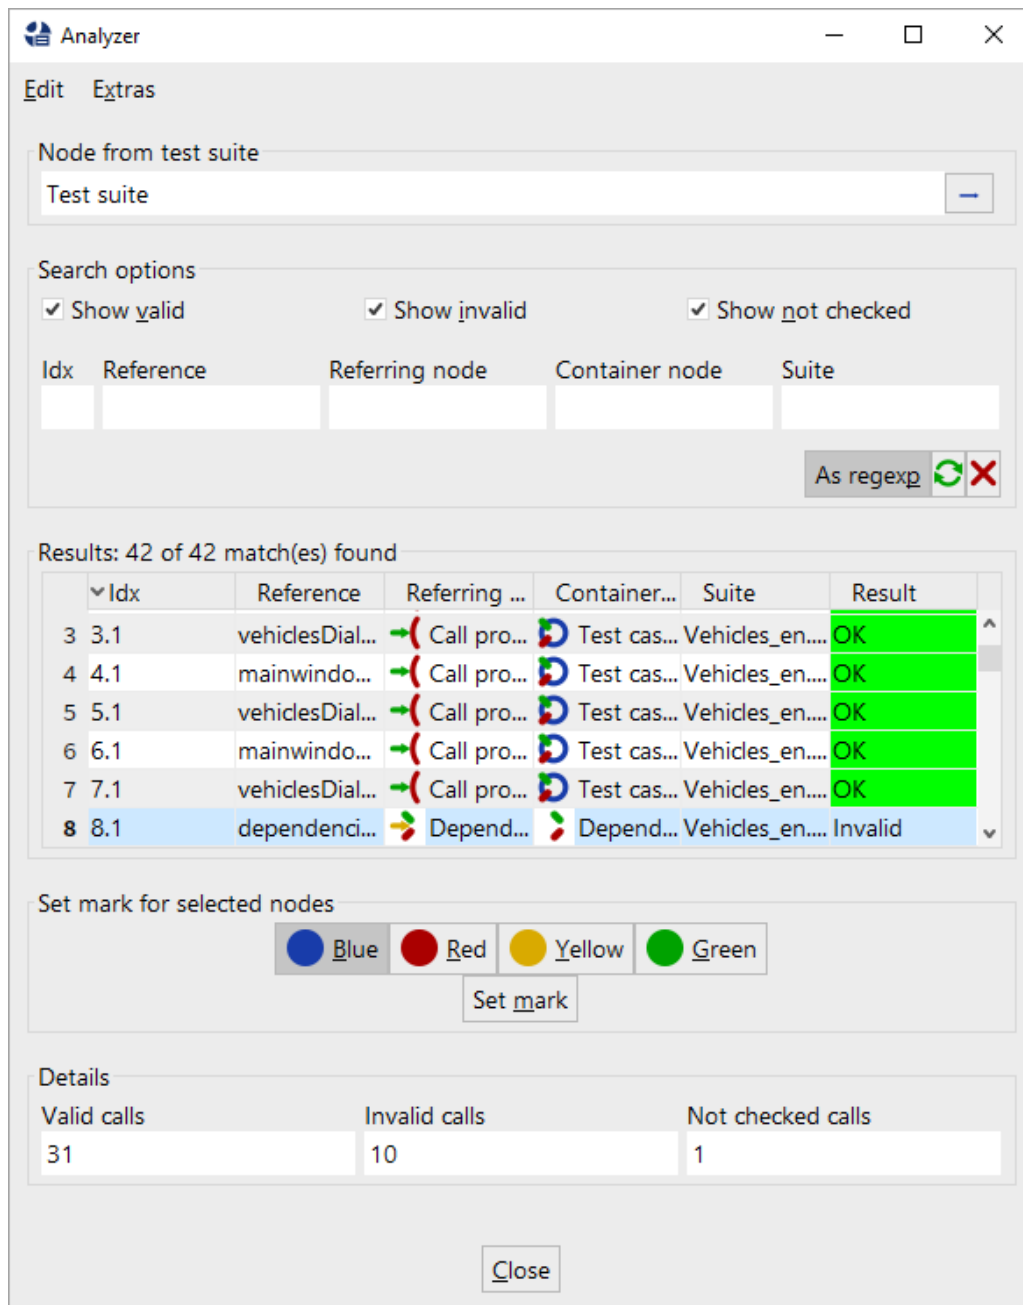 Analyzer
Edit Extras
Node from test suite
Test suite
Search options
Show valid Show invalid Show not checked
Idx Reference Referring node Container node Suite
As regexp
Results: 42 of 42 match(es) found
Idx Reference Referring ... Container... Suite Result
3 3.1 vehiclesDial... Call pro... Test cas... Vehicles_en.... OK
4 4.1 mainwindo... Call pro... Test cas... Vehicles_en.... OK
5 5.1 vehiclesDial... Call pro... Test cas... Vehicles_en.... OK
6 6.1 mainwindo... Call pro... Test cas... Vehicles_en.... OK
7 7.1 vehiclesDial... Call pro... Test cas... Vehicles_en.... OK
8 8.1 dependenci... Depend... Depend... Vehicles_en.... Invalid
Set mark for selected nodes
Blue Red Yellow Green
Set mark
Details
Valid calls Invalid calls Not checked calls
31 10 1
Close